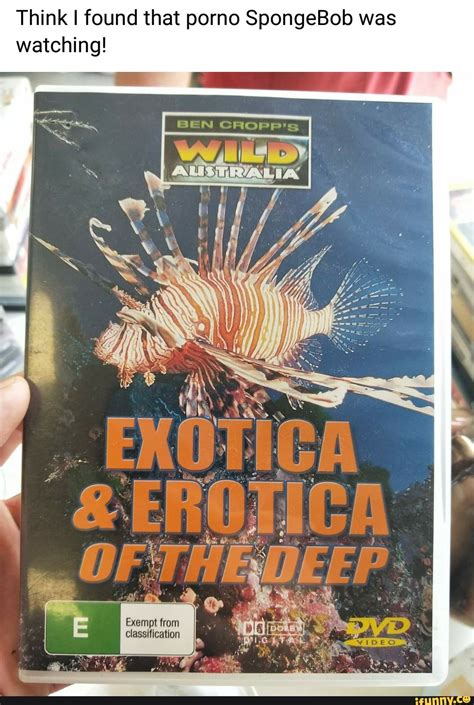 Think I found that porno SpongeBob was
watching!
BEN CROPP'S
WILD
AUSTRALIA
EXOTICA
& EROTICA
OF THE DEEP
E
Exempt from
classification
DOLBY
DIGITAL
DVD
VIDEO
ifunny.co